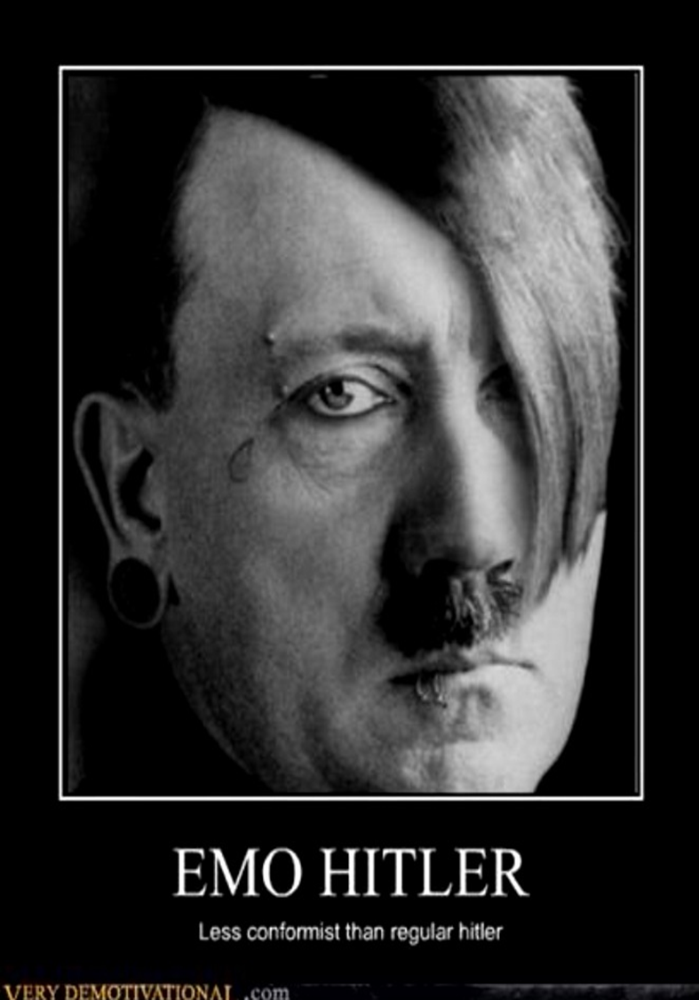 EMO HITLER
Less conformist than regular hitler
VERY DEMOTIVATIONAL .com